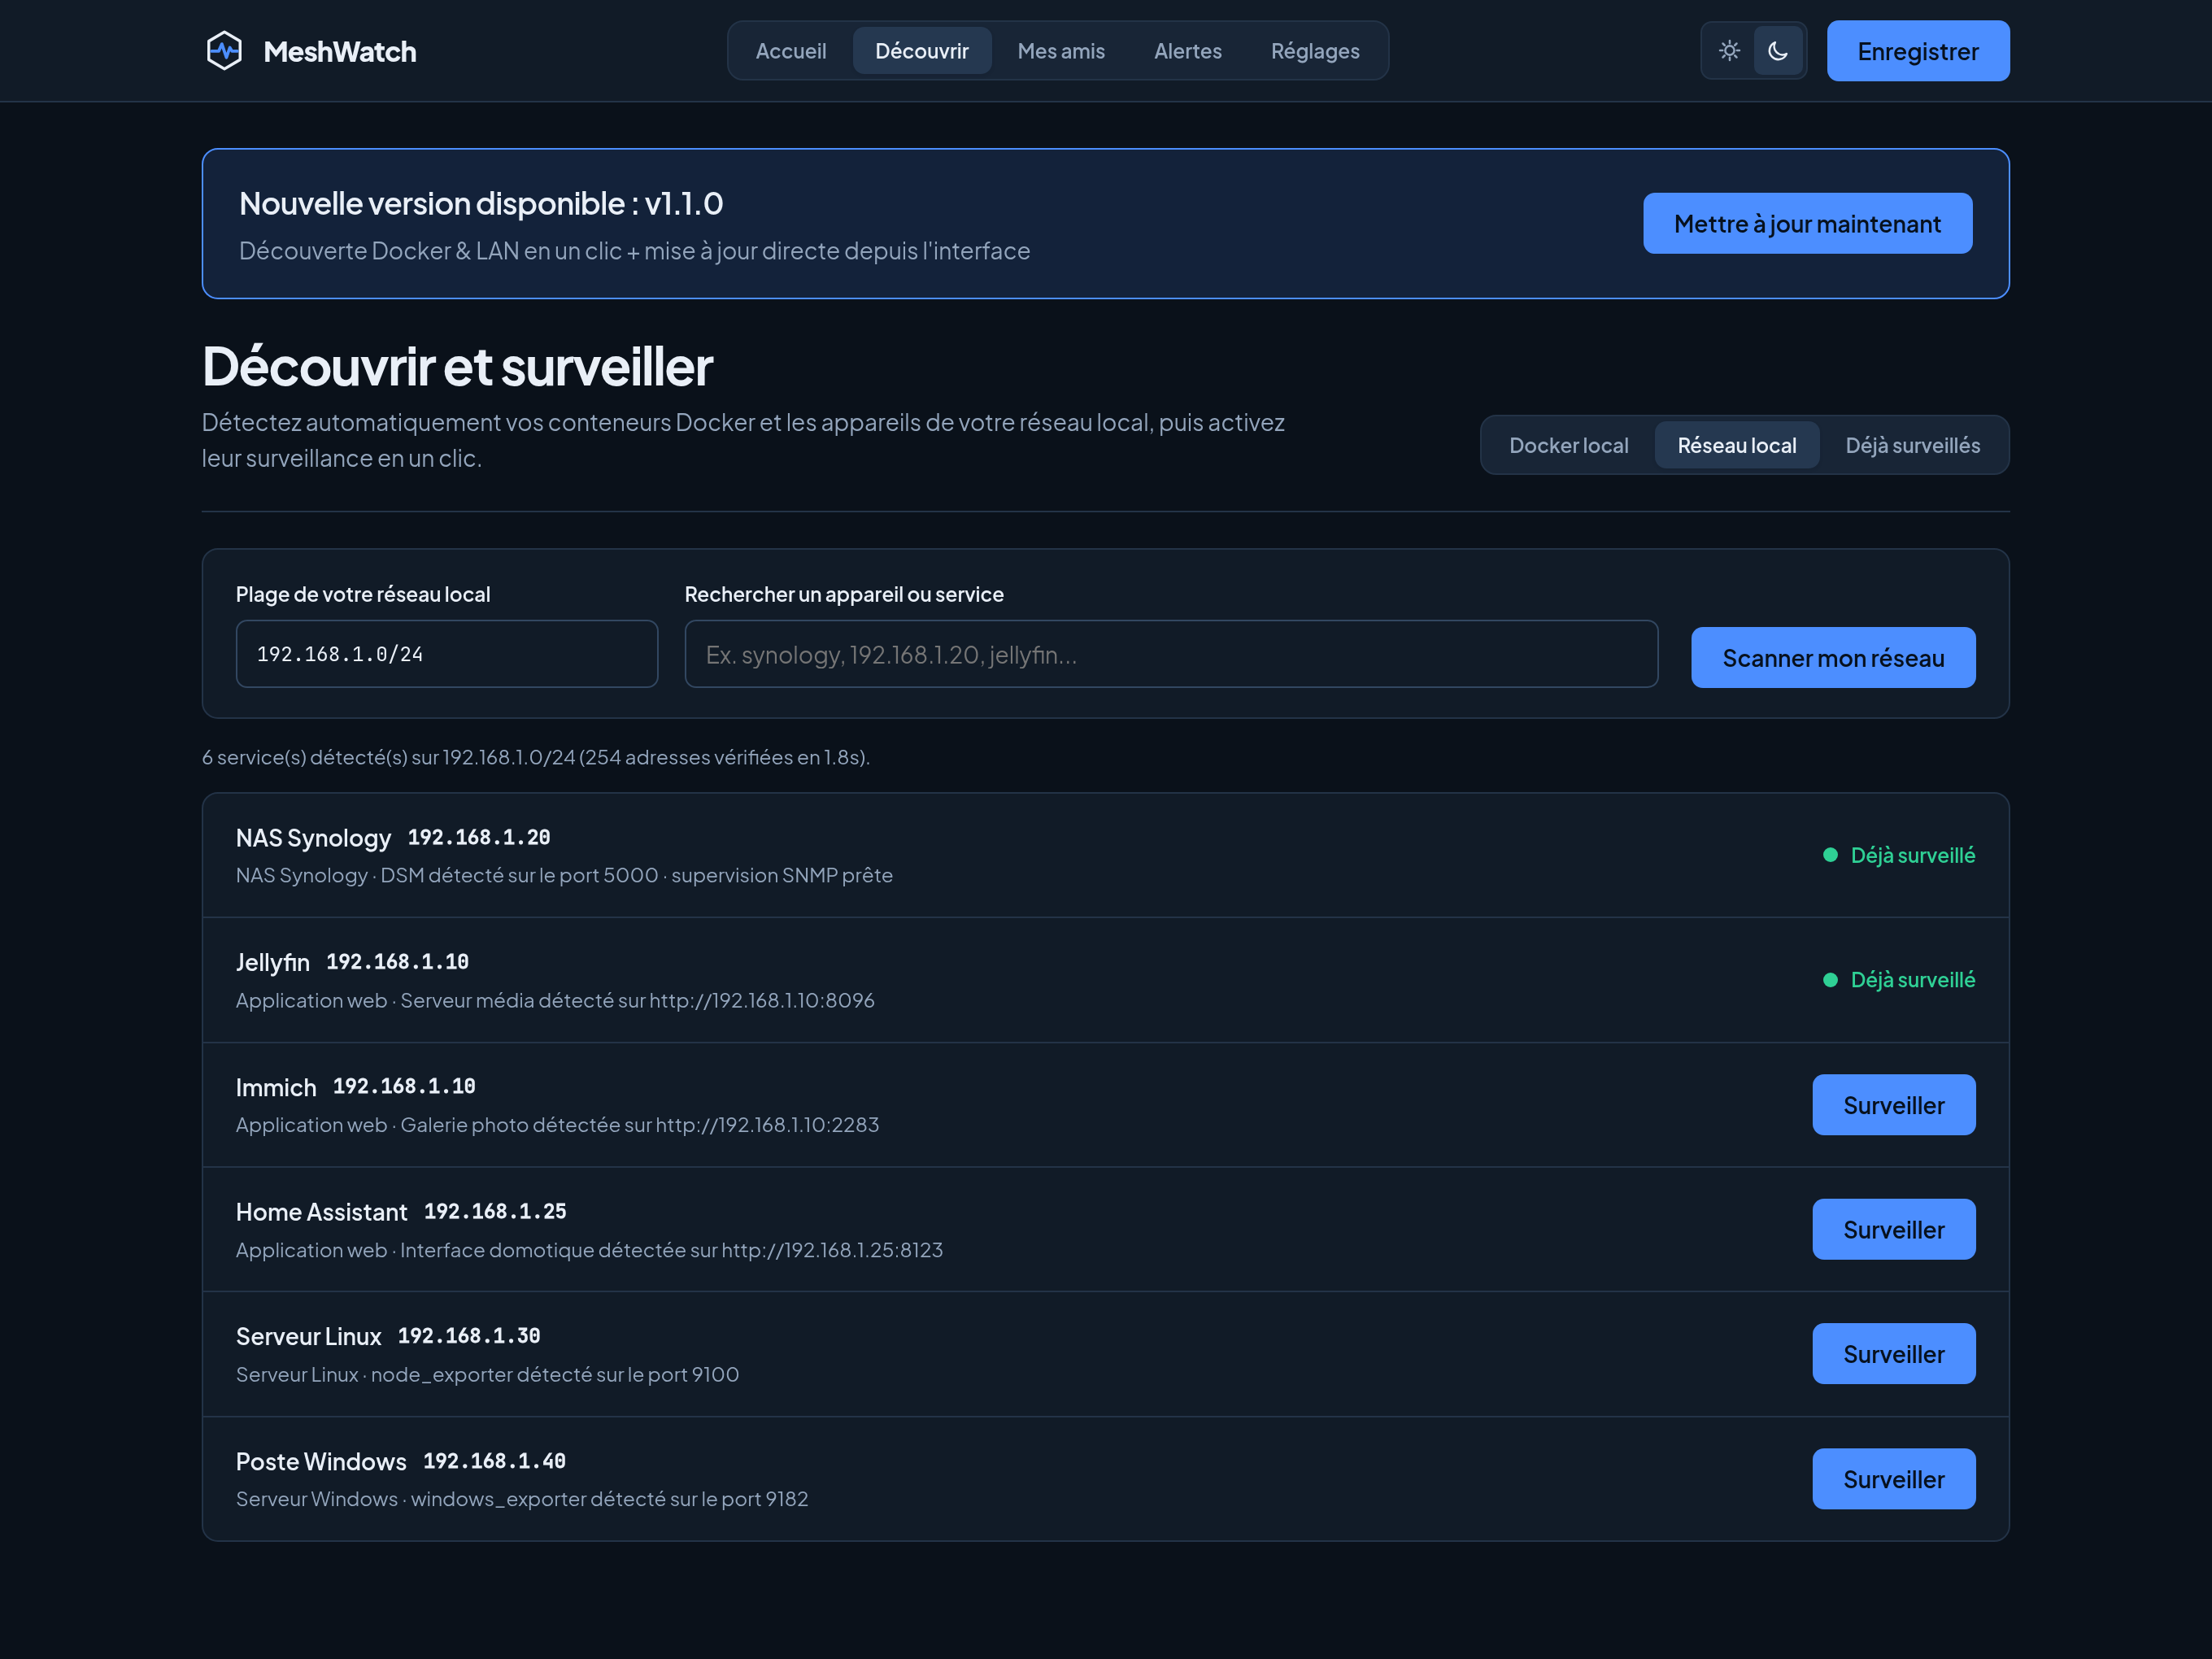 MeshWatch
Accueil
Découvrir
Mes amis
Alertes
Réglages
Enregistrer
Nouvelle version disponible : v1.1.0
Découverte Docker & LAN en un clic + mise à jour directe depuis l'interface
Mettre à jour maintenant
Découvrir et surveiller
Détectez automatiquement vos conteneurs Docker et les appareils de votre réseau local, puis activez
leur surveillance en un clic.
Docker local
Réseau local
Déjà surveillés
Plage de votre réseau local
192.168.1.0/24
Rechercher un appareil ou service
Ex. synology, 192.168.1.20, jellyfin...
Scanner mon réseau
6 service(s) détecté(s) sur 192.168.1.0/24 (254 adresses vérifiées en 1.8s).
NAS Synology 192.168.1.20
NAS Synology · DSM détecté sur le port 5000 · supervision SNMP prête
Déjà surveillé
Jellyfin 192.168.1.10
Application web · Serveur média détecté sur http://192.168.1.10:8096
Déjà surveillé
Immich 192.168.1.10
Application web · Galerie photo détectée sur http://192.168.1.10:2283
Surveiller
Home Assistant 192.168.1.25
Application web · Interface domotique détectée sur http://192.168.1.25:8123
Surveiller
Serveur Linux 192.168.1.30
Serveur Linux · node_exporter détecté sur le port 9100
Surveiller
Poste Windows 192.168.1.40
Serveur Windows · windows_exporter détecté sur le port 9182
Surveiller